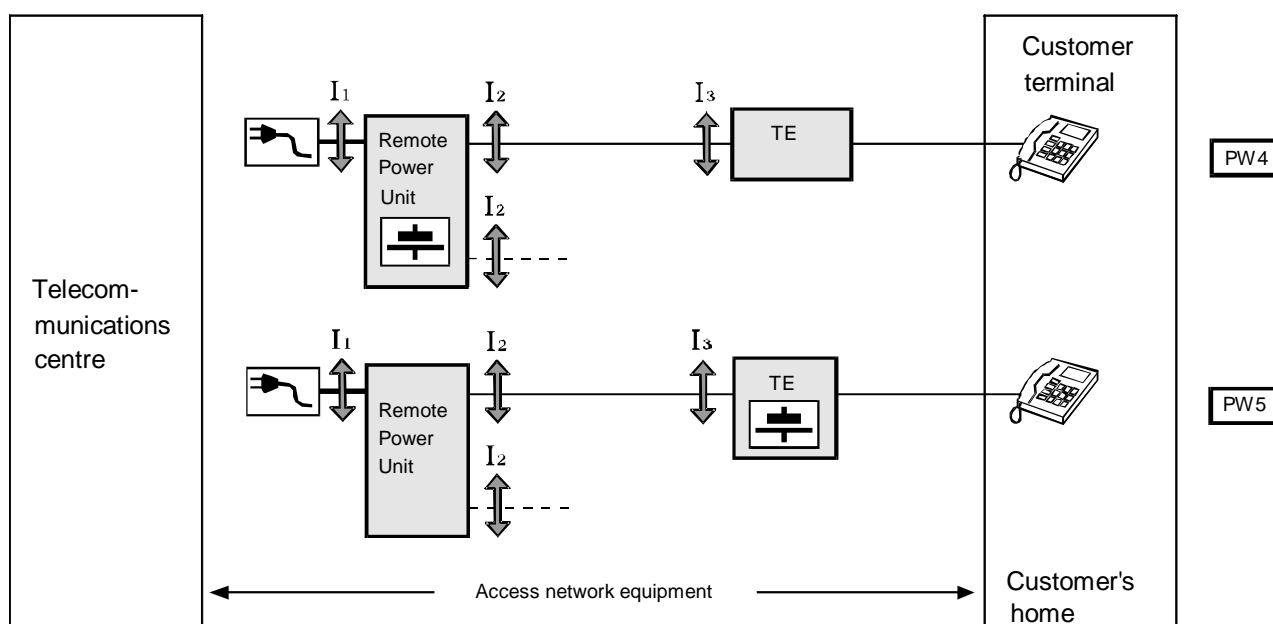 Customer
terminal
I1
I2
I3
TE
Remote
Power
Unit
PW4
I2
Telecom-
munications
centre
I1
I2
I3
TE
Remote
Power
Unit
PW5
I2
Access network equipment
Customer's
home